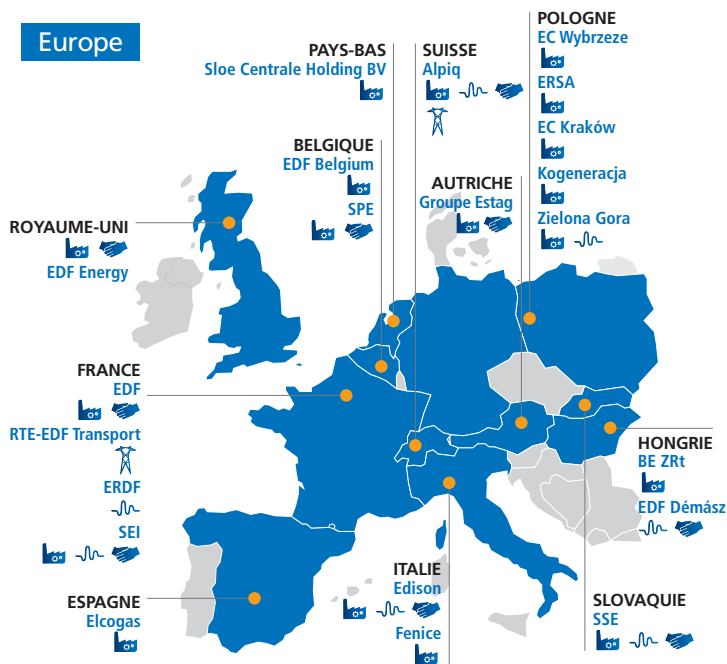 Europe
PAYS-BAS
Sloe Centrale Holding BV
SUISSE
Alpiq
POLOGNE
EC Wybrzeze
ERSA
EC Kraków
Kogeneracja
Zielona Gora
BELGIQUE
EDF Belgium
SPE
AUTRICHE
Groupe Estag
ROYAUME-UNI
EDF Energy
FRANCE
EDF
RTE-EDF Transport
ERDF
SEI
HONGRIE
BE ZRt
EDF Démász
ESPAGNE
Elcogas
ITALIE
Edison
Fenice
SLOVAQUIE
SSE